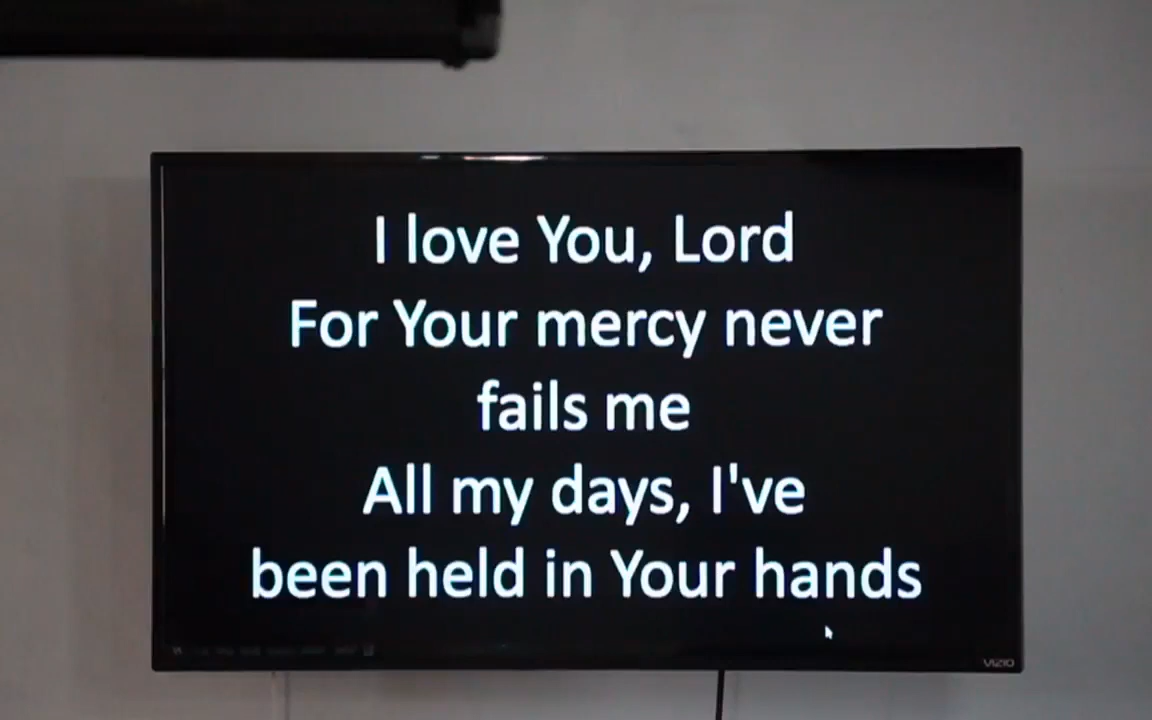 I love You, Lord
For Your mercy never
fails me
All my days, I've
been held in Your hands
VIZIO